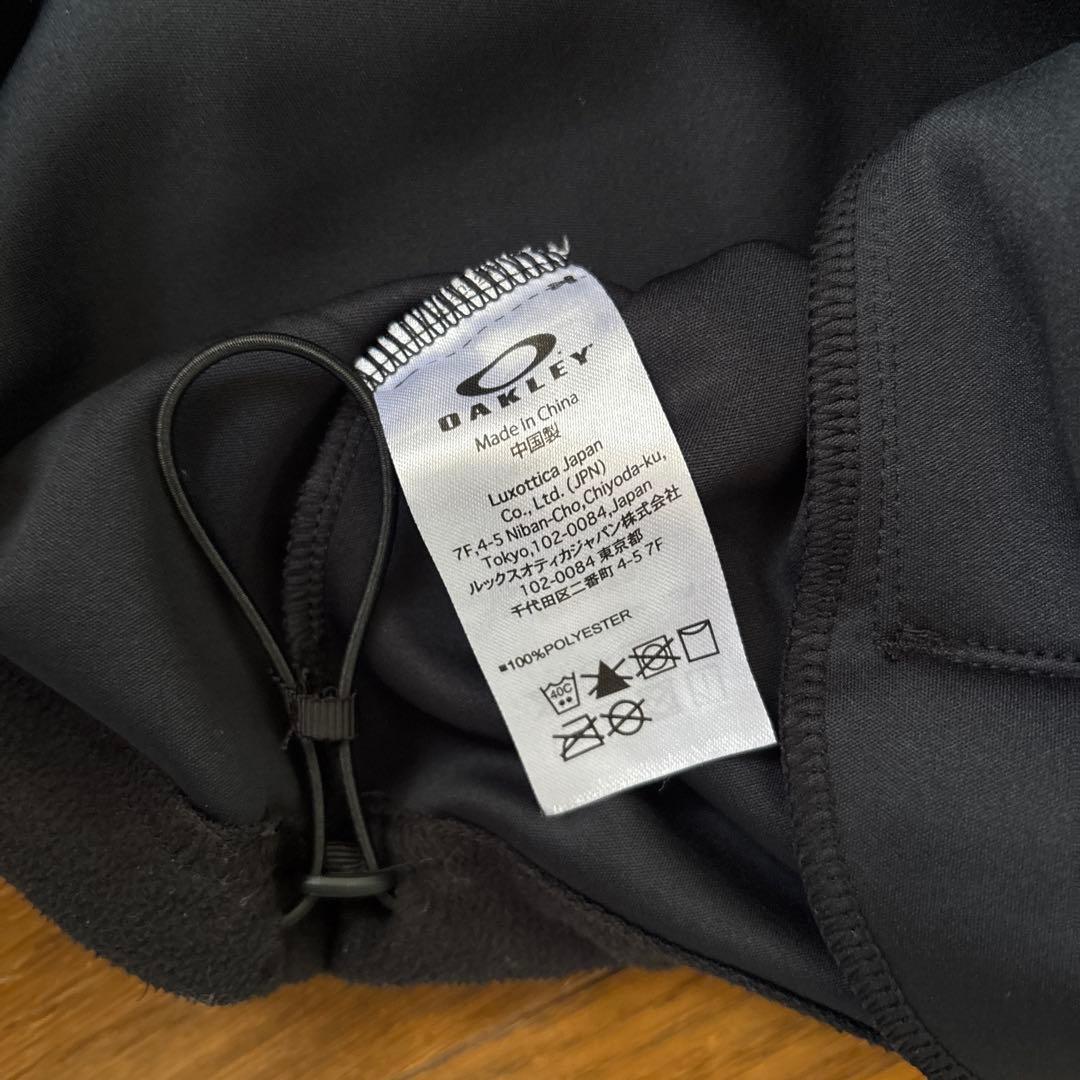 OAKLEY
Made In China
中国製
Luxottica Japan
Co., Ltd. (JPN)
7F,4-5 Niban-Cho,Chiyoda-ku,
Tokyo,102-0084,Japan
ルックスオティカジャパン株式会社
102-0084 東京都
千代田区二番町 4-5 7F
■100%POLYESTER
40C